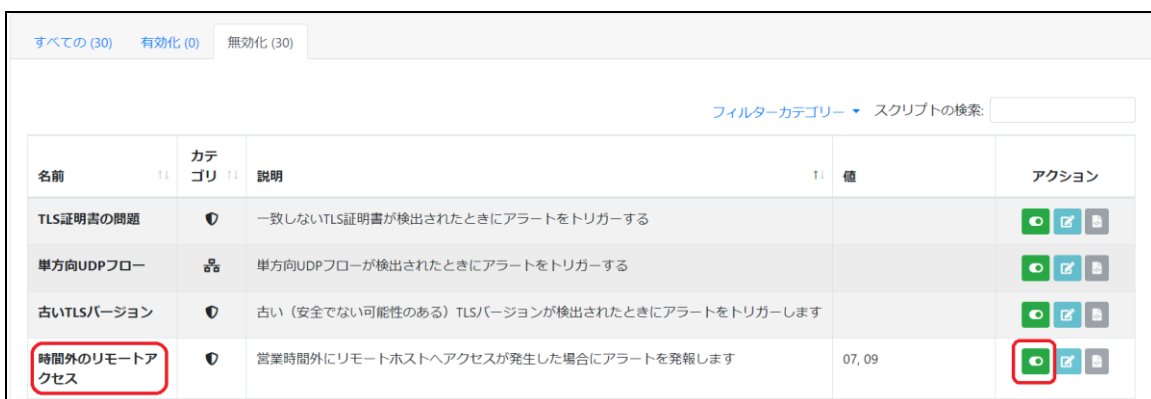 すべての (30) 有効化 (0) 無効化 (30)
フィルターカテゴリー スクリプトの検索:
名前 カテゴリ 説明 値 アクション
TLS証明書の問題 一致しないTLS証明書が検出されたときにアラートをトリガーする
単方向UDPフロー 単方向UDPフローが検出されたときにアラートをトリガーする
古いTLSバージョン 古い（安全でない可能性のある）TLSバージョンが検出されたときにアラートをトリガーします
時間外のリモートア 営業時間外にリモートホストへアクセスが発生した場合にアラートを発報します 07, 09
クセス